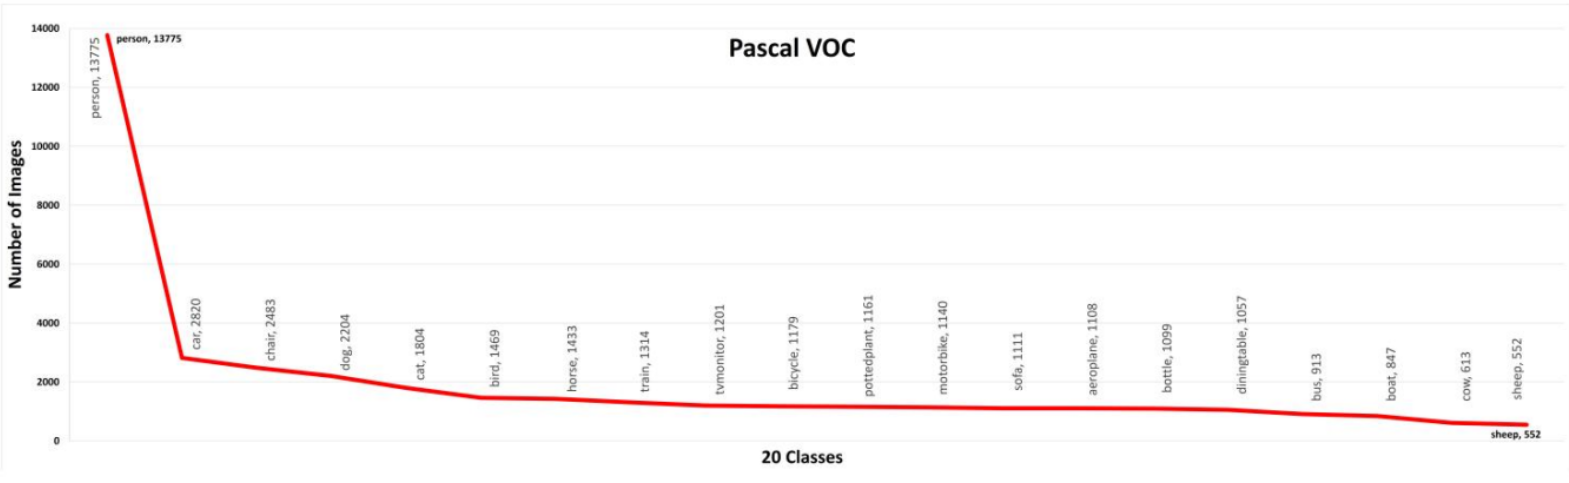 Pascal VOC
Number of Images
14000
12000
10000
8000
6000
4000
2000
0
person, 13775
person, 13775
car, 2820
chair, 2483
dog, 2204
cat, 1804
bird, 1469
horse, 1433
train, 1314
tvmonitor, 1201
bicycle, 1179
pottedplant, 1161
motorbike, 1140
sofa, 1111
aeroplane, 1108
bottle, 1099
diningtable, 1057
bus, 913
boat, 847
cow, 613
sheep, 552
sheep, 552
20 Classes